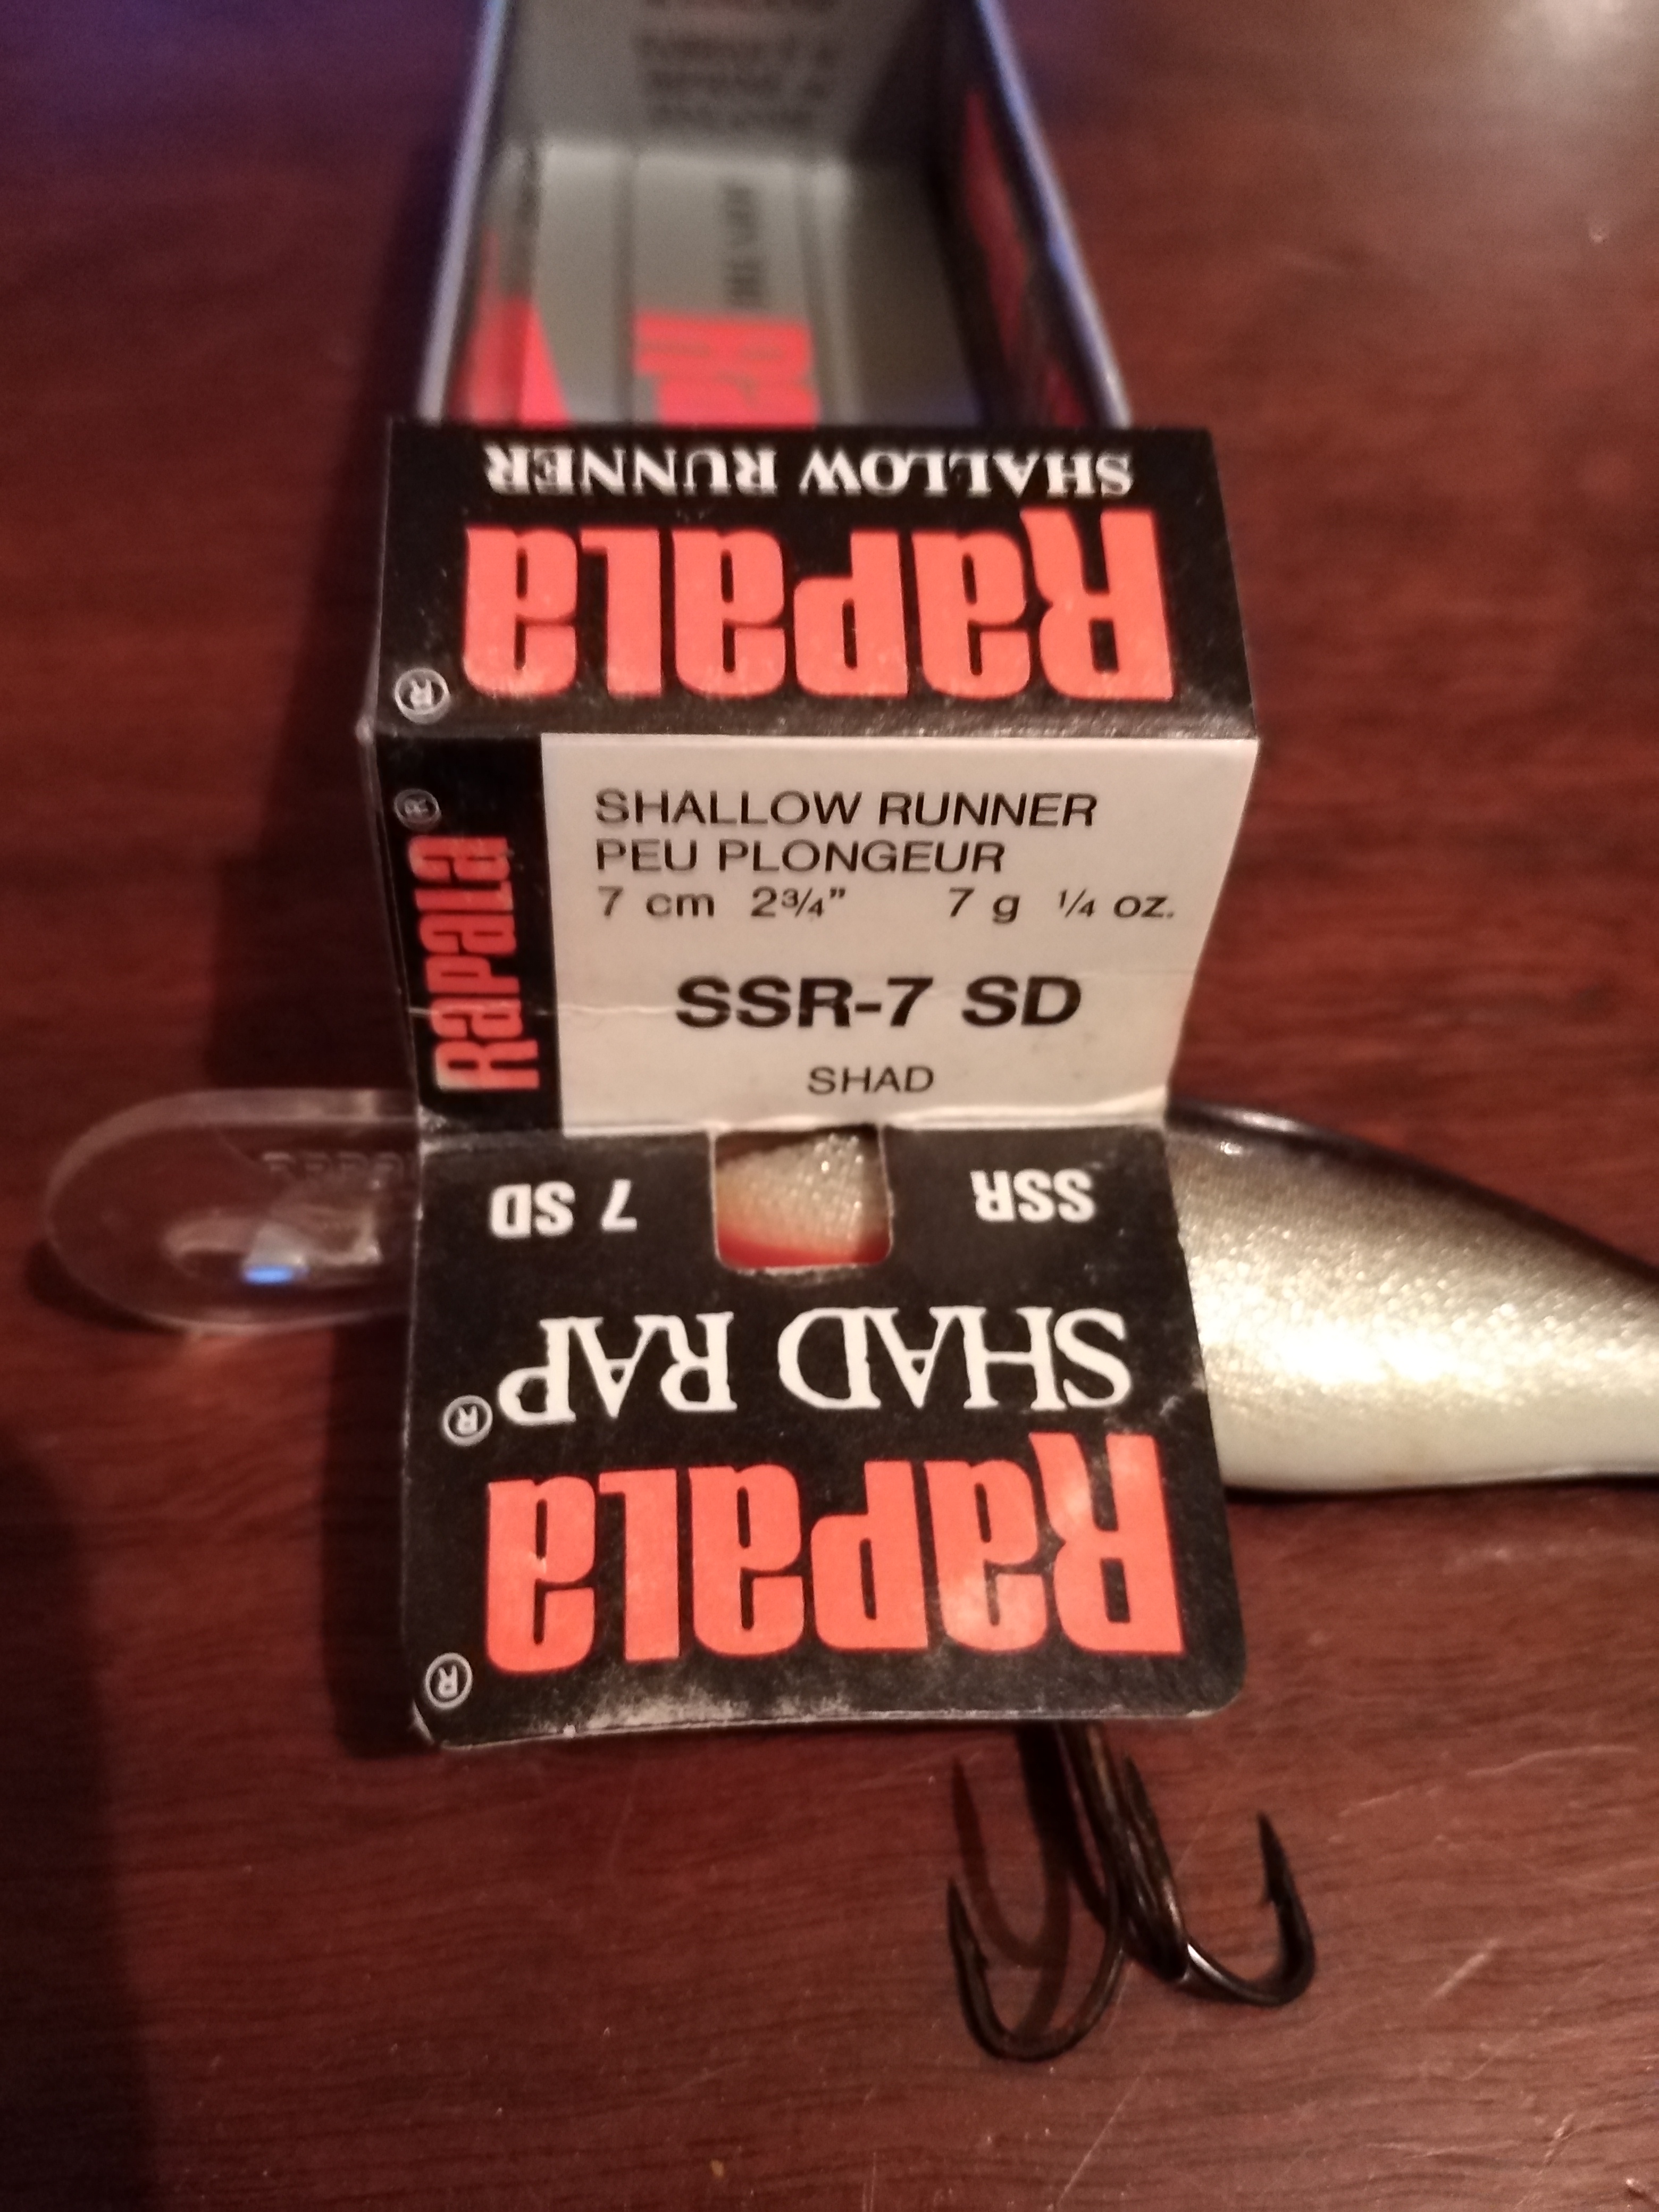 SHALLOW RUNNER
RAPALA
®
RAPALA ®
SHALLOW RUNNER
PEU PLONGEUR
7 cm 2¾" 7 g ¼ oz.
SSR-7 SD
SHAD
SSR 7 SD
SHAD RAP®
RAPALA
®